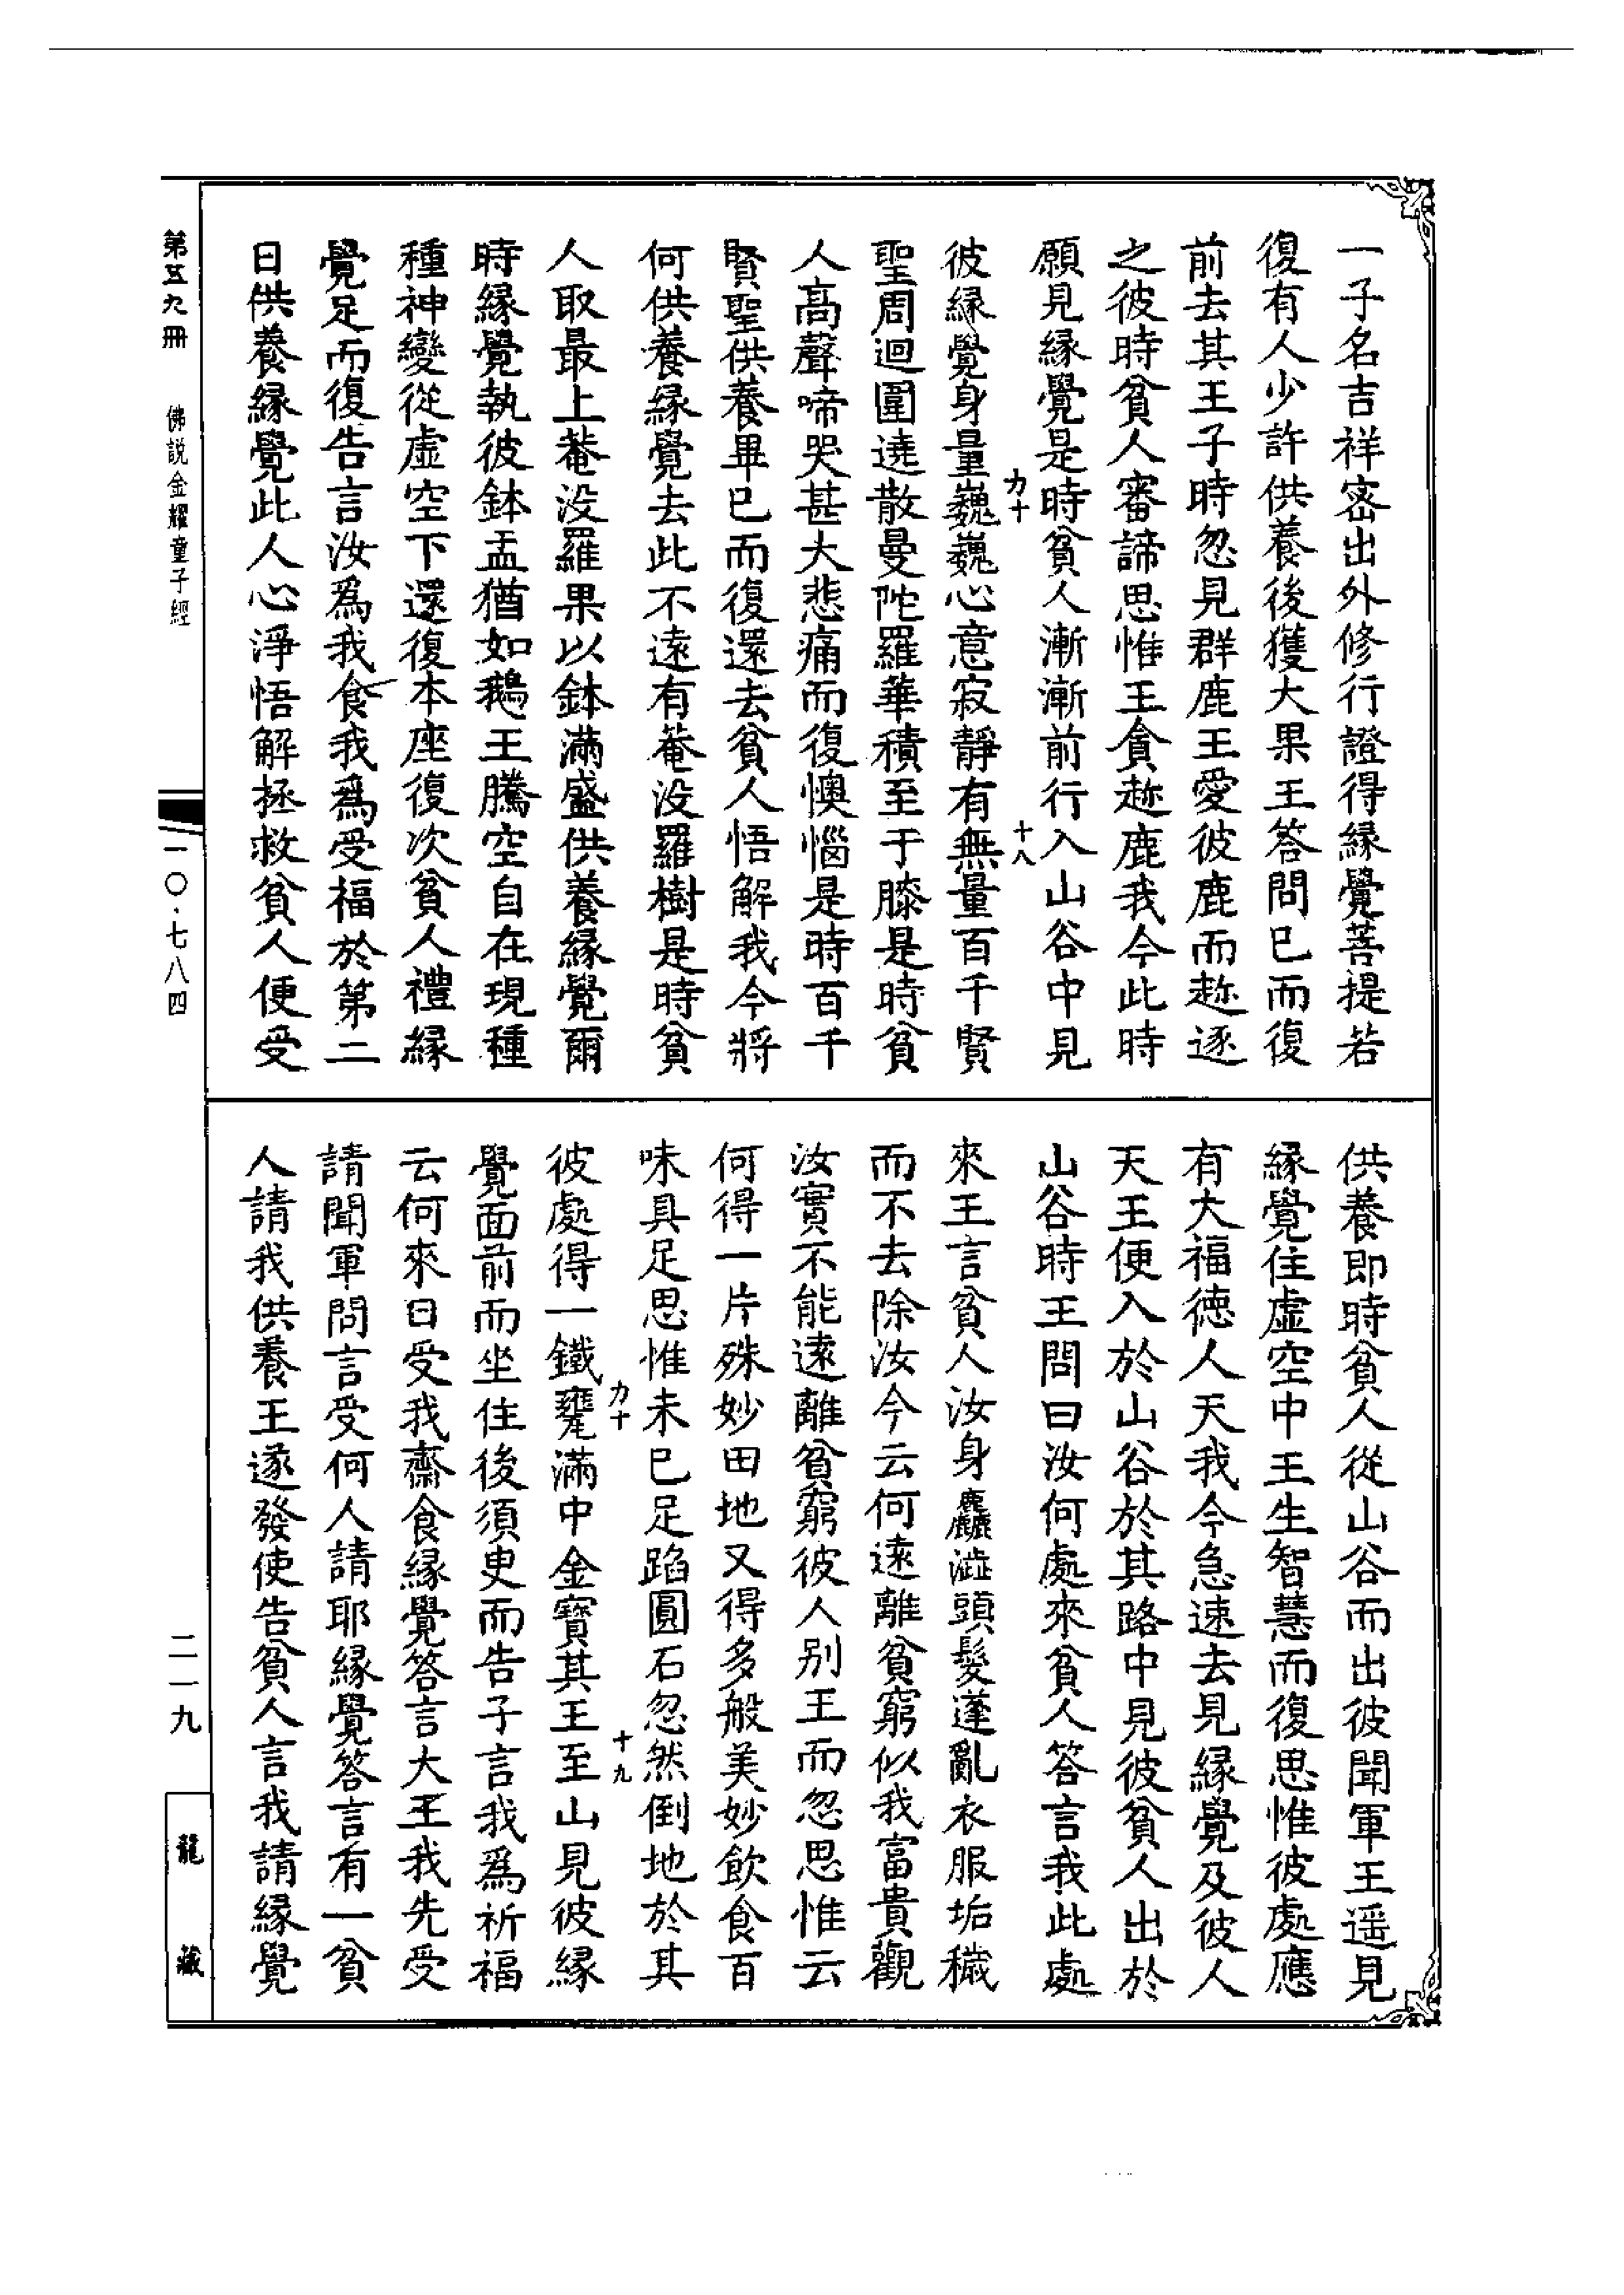 一子名吉祥密出外修行證得緣覺菩提若
復有人少許供養後獲大果王答問已而復
前去其王子時忽見群鹿王愛彼鹿而趂逐
之彼時貧人審諦思惟王貪趂鹿我今此時
願見緣覺是時貧人漸漸前行入山谷中見
力十
十八
彼緣覺身量巍巍心意寂靜有無量百千賢
聖周迴圍遶散曼陀羅華積至于膝是時貧
人高聲啼哭甚大悲痛而復懊惱是時百千
賢聖供養畢已而復還去貧人悟解我今將
何供養緣覺去此不遠有菴没羅樹是時貧
人取最上菴没羅果以鉢滿盛供養緣覺爾
時緣覺執彼鉢盂猶如鵝王騰空自在現種
種神變從虛空下還復本座復次貧人禮緣
覺足而復告言汝爲我食我爲受福於第二
日供養緣覺此人心淨悟解拯救貧人便受
供養即時貧人從山谷而出彼聞軍王遥見
緣覺住虛空中王生智慧而復思惟彼處應
有大福德人天我今急速去見緣覺及彼人
天王便入於山谷於其路中見彼貧人出於
山谷時王問曰汝何處來貧人答言我此處
來王言貧人汝身麤澁頭髮蓬亂衣服垢穢
而不去除汝今云何遠離貧窮似我富貴觀
汝實不能遠離貧窮彼人别王而忽思惟云
何得一片殊妙田地又得多般美妙飲食百
味具足思惟未已足蹈圓石忽然倒地於其
力十
十九
彼處得一鐵甕滿中金寶其王至山見彼緣
覺面前而坐住後須臾而告子言我爲祈福
云何來日受我齋食緣覺答言大王我先受
請聞軍問言受何人請耶緣覺答言有一貧
人請我供養王遂發使告貧人言我請緣覺
第五九冊
佛説金耀童子經
一〇·七八四
二一九
龍藏